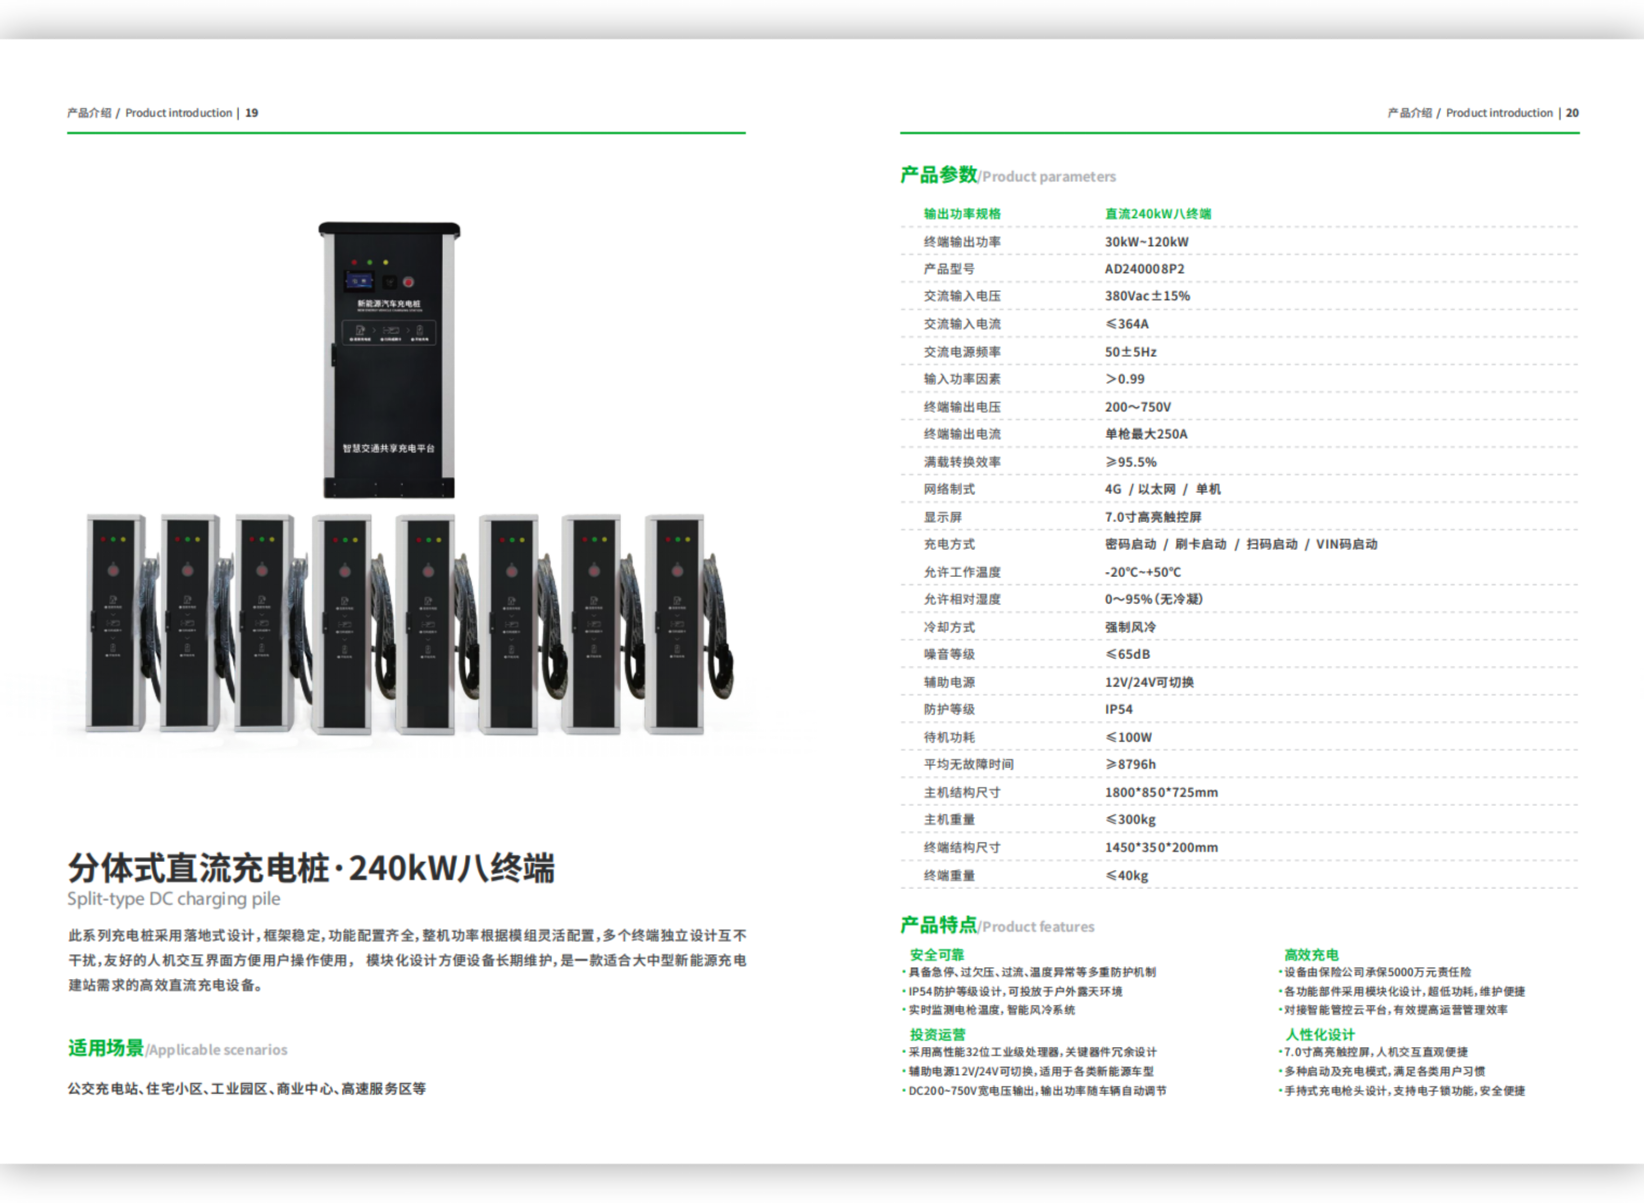 产品介绍 / Product introduction | 19
新能源汽车充电桩
智慧交通共享充电平台
分体式直流充电桩·240kW八终端
Split-type DC charging pile
此系列充电桩采用落地式设计,框架稳定,功能配置齐全,整机功率根据模组灵活配置,多个终端独立设计互不
干扰,友好的人机交互界面方便用户操作使用， 模块化设计方便设备长期维护,是一款适合大中型新能源充电
建站需求的高效直流充电设备。
适用场景/Applicable scenarios
公交充电站、住宅小区、工业园区、商业中心、高速服务区等
产品介绍 / Product introduction | 20
产品参数/Product parameters
输出功率规格 直流240kW八终端
终端输出功率 30kW~120kW
产品型号 AD240008P2
交流输入电压 380Vac±15%
交流输入电流 ≤364A
交流电源频率 50±5Hz
输入功率因素 ＞0.99
终端输出电压 200～750V
终端输出电流 单枪最大250A
满载转换效率 ≥95.5%
网络制式 4G / 以太网 / 单机
显示屏 7.0寸高亮触控屏
充电方式 密码启动 / 刷卡启动 / 扫码启动 / VIN码启动
允许工作温度 -20℃~+50℃
允许相对湿度 0～95%(无冷凝)
冷却方式 强制风冷
噪音等级 ≤65dB
辅助电源 12V/24V可切换
防护等级 IP54
待机功耗 ≤100W
平均无故障时间 ≥8796h
主机结构尺寸 1800*850*725mm
主机重量 ≤300kg
终端结构尺寸 1450*350*200mm
终端重量 ≤40kg
产品特点/Product features
安全可靠
·具备急停、过欠压、过流、温度异常等多重防护机制
·IP54防护等级设计,可投放于户外露天环境
·实时监测电枪温度,智能风冷系统
投资运营
·采用高性能32位工业级处理器,关键器件冗余设计
·辅助电源12V/24V可切换,适用于各类新能源车型
·DC200~750V宽电压输出,输出功率随车辆自动调节
高效充电
·设备由保险公司承保5000万元责任险
·各功能部件采用模块化设计,超低功耗,维护便捷
·对接智能管控云平台,有效提高运营管理效率
人性化设计
·7.0寸高亮触控屏,人机交互直观便捷
·多种启动及充电模式,满足各类用户习惯
·手持式充电枪头设计,支持电子锁功能,安全便捷